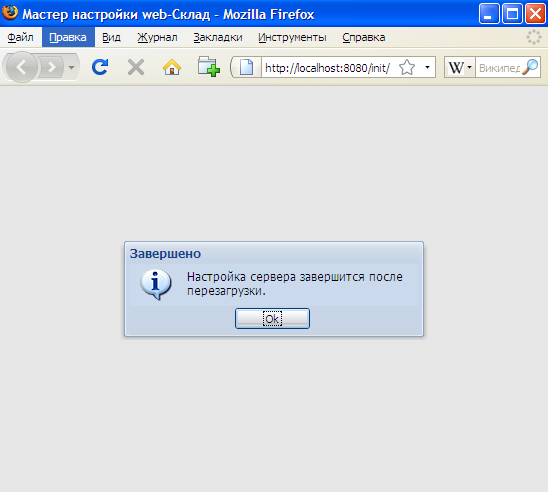 Мастер настройки web-Склад - Mozilla Firefox
Файл Правка Вид Журнал Закладки Инструменты Справка
http://localhost:8080/init/ W Википед
Завершено
Настройка сервера завершится после
перезагрузки.
Ok